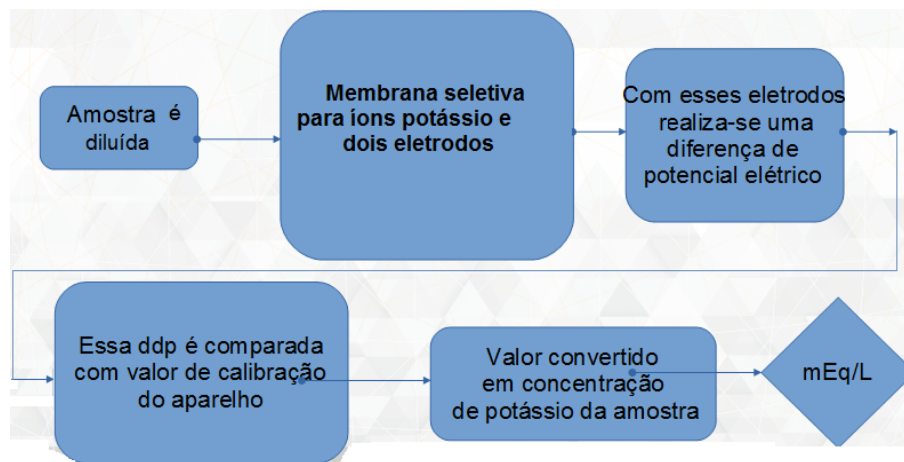 Amostra é
diluída
Membrana seletiva
para íons potássio e
dois eletrodos
Com esses eletrodos
realiza-se uma
diferença de
potencial elétrico
Essa ddp é comparada
com valor de calibração
do aparelho
Valor convertido
em concentração
de potássio da amostra
mEq/L